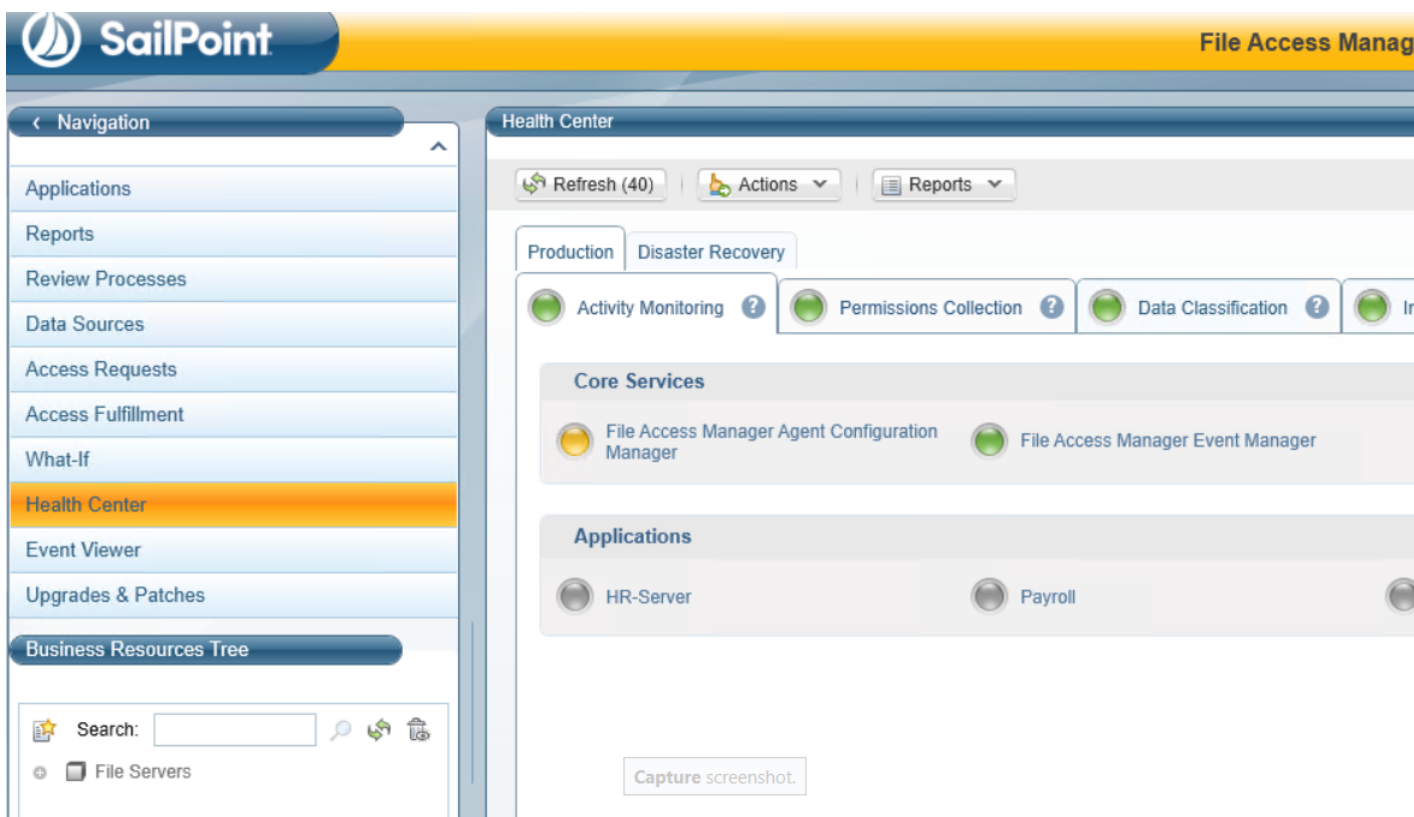 SailPoint
File Access Manag
Navigation
Applications
Reports
Review Processes
Data Sources
Access Requests
Access Fulfillment
What-If
Health Center
Event Viewer
Upgrades & Patches
Business Resources Tree
Search:
File Servers
Health Center
Refresh (40)
Actions
Reports
Production
Disaster Recovery
Activity Monitoring ?
Permissions Collection ?
Data Classification ?
Core Services
File Access Manager Agent Configuration
Manager
File Access Manager Event Manager
Applications
HR-Server
Payroll
Capture screenshot.